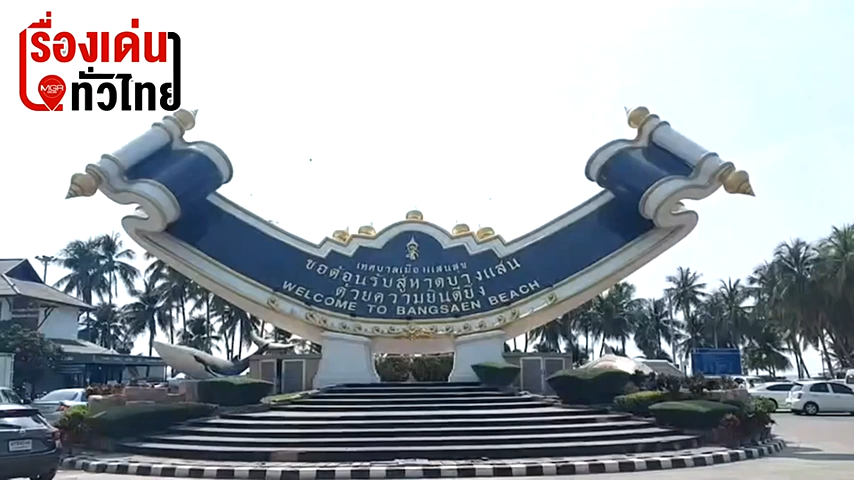 เรื่องเด่น
MGR
ทั่วไทย
เทศบาลเมืองแสนสุข
ขอต้อนรับสู่หาดบางแสน
ด้วยความยินดียิ่ง
WELCOME TO BANGSAEN BEACH